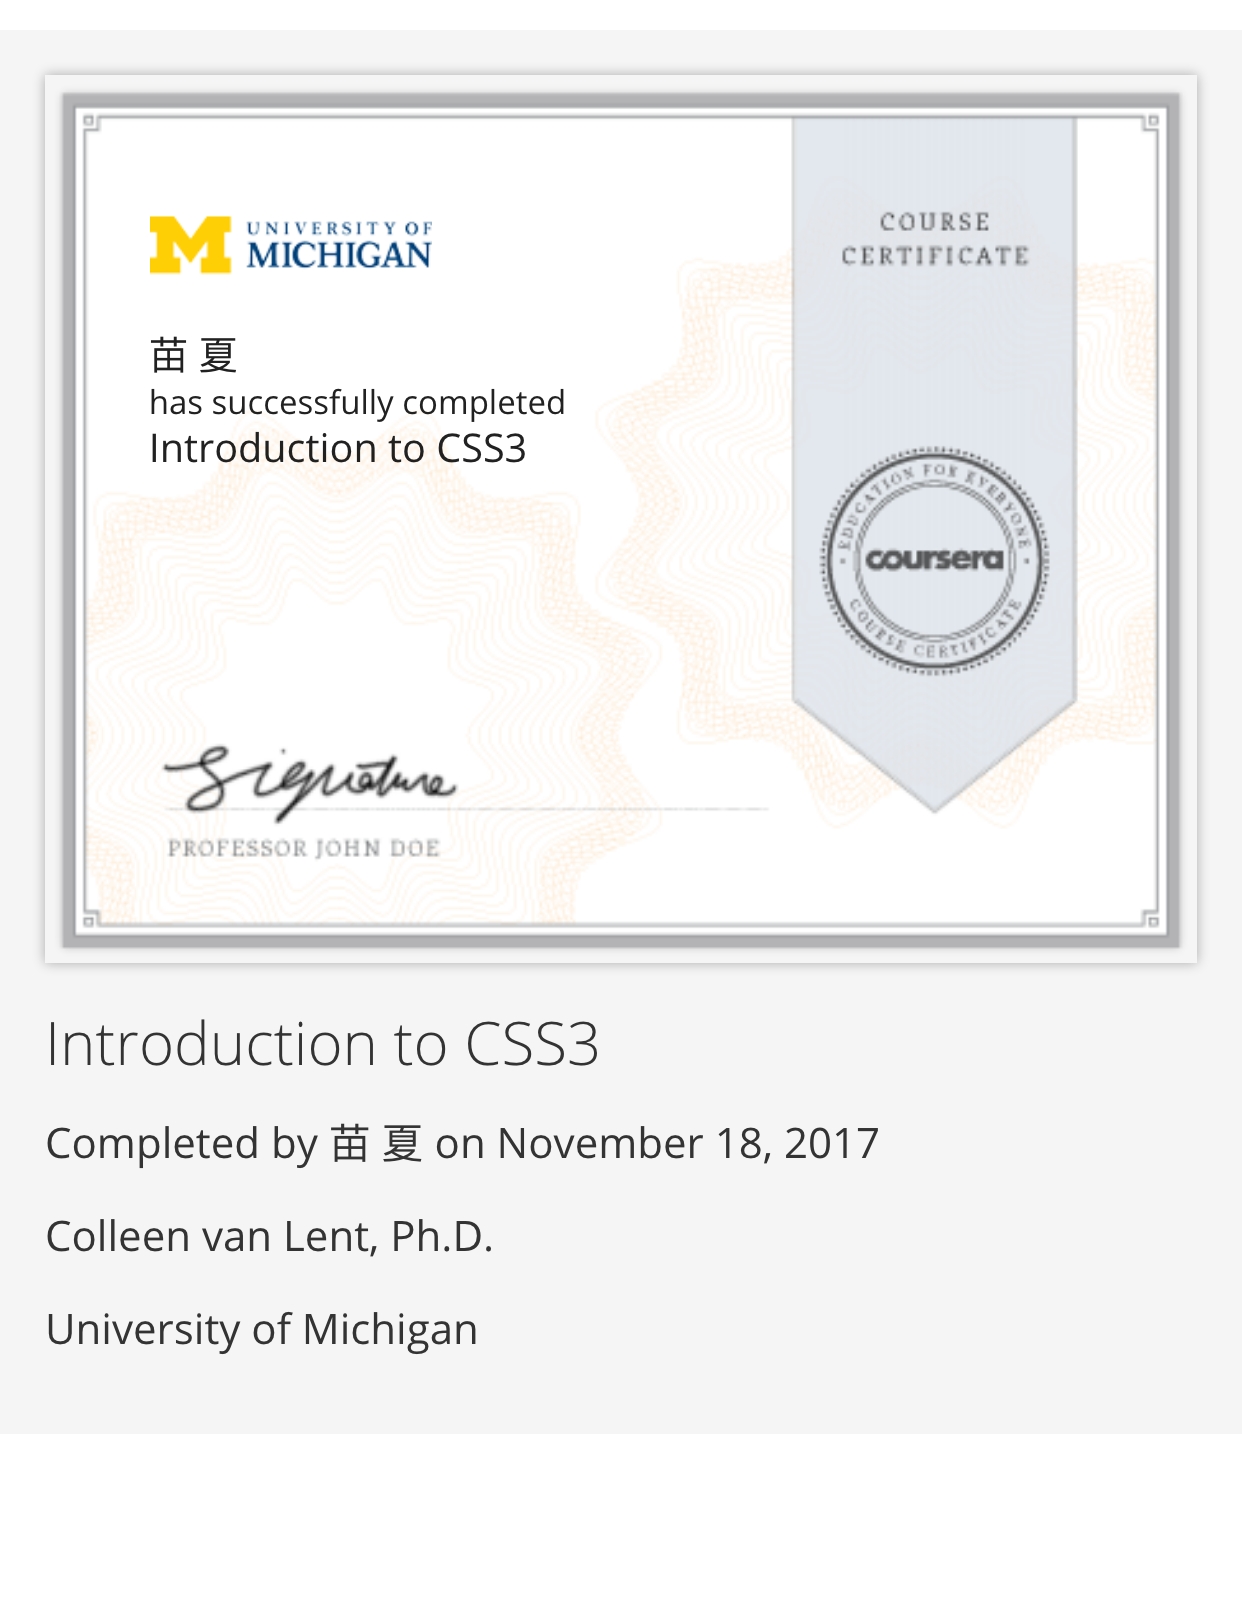 UNIVERSITY OF
MICHIGAN
COURSE
CERTIFICATE
苗 夏
has successfully completed
Introduction to CSS3
EDUCATION FOR EVERYONE
coursera
COURSE CERTIFICATE
Signature
PROFESSOR JOHN DOE
Introduction to CSS3
Completed by 苗 夏 on November 18, 2017
Colleen van Lent, Ph.D.
University of Michigan